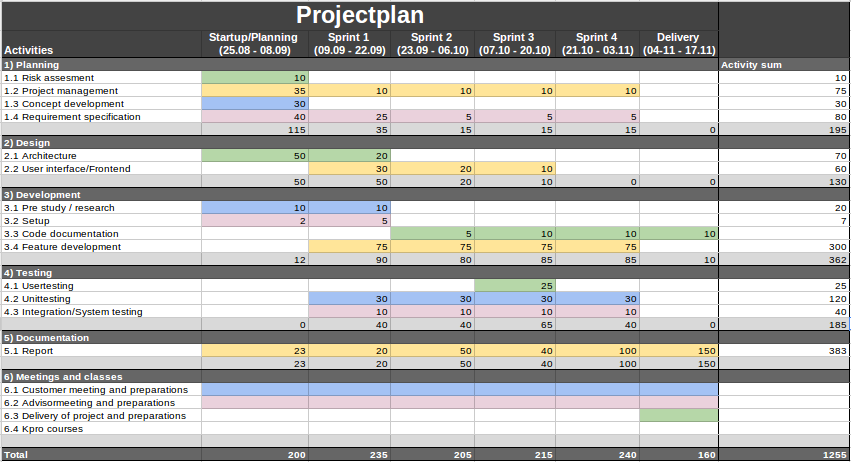 Projectplan
Activities Startup/Planning (25.08 - 08.09) Sprint 1 (09.09 - 22.09) Sprint 2 (23.09 - 06.10) Sprint 3 (07.10 - 20.10) Sprint 4 (21.10 - 03.11) Delivery (04-11 - 17.11)
1) Planning Activity sum
1.1 Risk assesment 10 10
1.2 Project management 35 10 10 10 10 75
1.3 Concept development 30 30
1.4 Requirement specification 40 25 5 5 5 80
115 35 15 15 15 0 195
2) Design
2.1 Architecture 50 20 70
2.2 User interface/Frontend 30 20 10 60
50 50 20 10 0 0 130
3) Development
3.1 Pre study / research 10 10 20
3.2 Setup 2 5 7
3.3 Code documentation 5 10 10 10
3.4 Feature development 75 75 75 75 300
12 90 80 85 85 10 362
4) Testing
4.1 Usertesting 25 25
4.2 Unittesting 30 30 30 30 120
4.3 Integration/System testing 10 10 10 10 40
0 40 40 65 40 0 185
5) Documentation
5.1 Report 23 20 50 40 100 150 383
23 20 50 40 100 150
6) Meetings and classes
6.1 Customer meeting and preparations
6.2 Advisormeeting and preparations
6.3 Delivery of project and preparations
6.4 Kpro courses
Total 200 235 205 215 240 160 1255